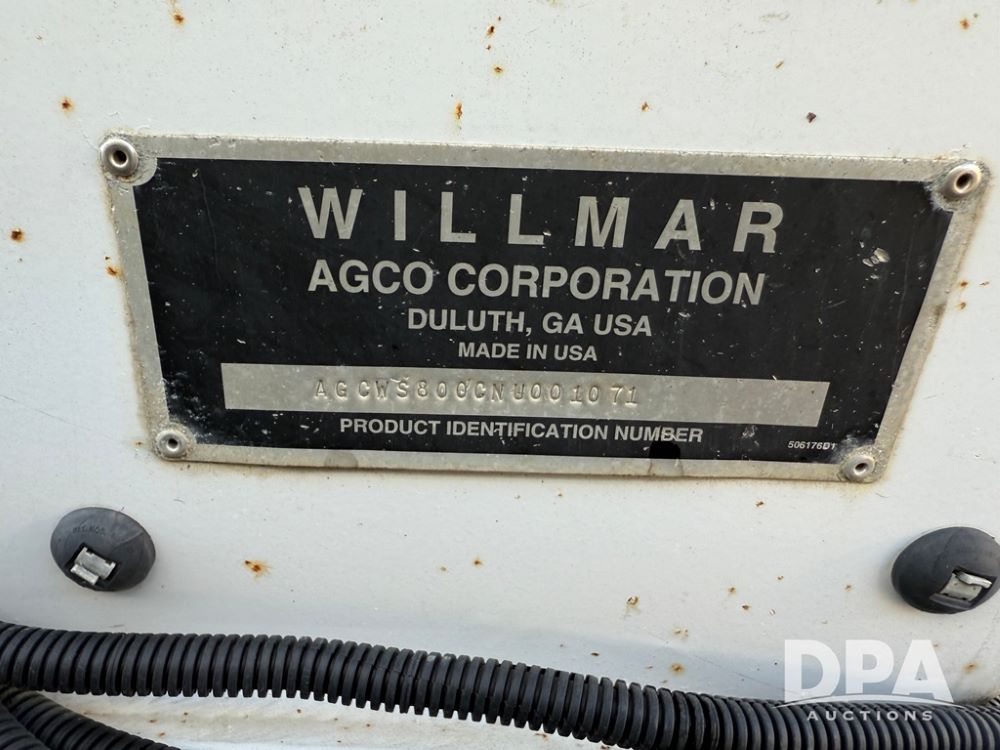 WILLMAR
AGCO CORPORATION
DULUTH, GA USA
MADE IN USA
AGCWS800CNU001071
PRODUCT IDENTIFICATION NUMBER
506176D1
DPA
AUCTIONS